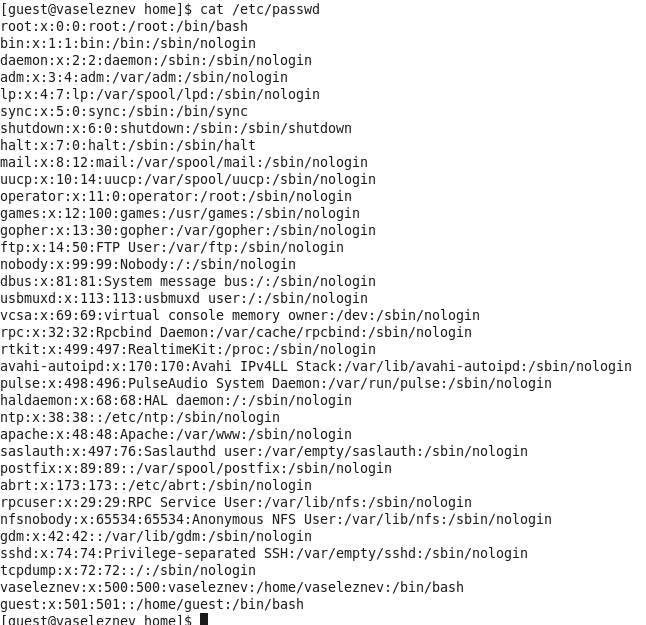 [guest@vaseleznev home]$ cat /etc/passwd
root:x:0:0:root:/root:/bin/bash
bin:x:1:1:bin:/bin:/sbin/nologin
daemon:x:2:2:daemon:/sbin:/sbin/nologin
adm:x:3:4:adm:/var/adm:/sbin/nologin
lp:x:4:7:lp:/var/spool/lpd:/sbin/nologin
sync:x:5:0:sync:/sbin:/bin/sync
shutdown:x:6:0:shutdown:/sbin:/sbin/shutdown
halt:x:7:0:halt:/sbin:/sbin/halt
mail:x:8:12:mail:/var/spool/mail:/sbin/nologin
uucp:x:10:14:uucp:/var/spool/uucp:/sbin/nologin
operator:x:11:0:operator:/root:/sbin/nologin
games:x:12:100:games:/usr/games:/sbin/nologin
gopher:x:13:30:gopher:/var/gopher:/sbin/nologin
ftp:x:14:50:FTP User:/var/ftp:/sbin/nologin
nobody:x:99:99:Nobody:/:/sbin/nologin
dbus:x:81:81:System message bus:/:/sbin/nologin
usbmuxd:x:113:113:usbmuxd user:/:/sbin/nologin
vcsa:x:69:69:virtual console memory owner:/dev:/sbin/nologin
rpc:x:32:32:Rpcbind Daemon:/var/cache/rpcbind:/sbin/nologin
rtkit:x:499:497:RealtimeKit:/proc:/sbin/nologin
avahi-autoipd:x:170:170:Avahi IPv4LL Stack:/var/lib/avahi-autoipd:/sbin/nologin
pulse:x:498:496:PulseAudio System Daemon:/var/run/pulse:/sbin/nologin
haldaemon:x:68:68:HAL daemon:/:/sbin/nologin
ntp:x:38:38::/etc/ntp:/sbin/nologin
apache:x:48:48:Apache:/var/www:/sbin/nologin
saslauth:x:497:76:Saslauthd user:/var/empty/saslauth:/sbin/nologin
postfix:x:89:89::/var/spool/postfix:/sbin/nologin
abrt:x:173:173::/etc/abrt:/sbin/nologin
rpcuser:x:29:29:RPC Service User:/var/lib/nfs:/sbin/nologin
nfsnobody:x:65534:65534:Anonymous NFS User:/var/lib/nfs:/sbin/nologin
gdm:x:42:42::/var/lib/gdm:/sbin/nologin
sshd:x:74:74:Privilege-separated SSH:/var/empty/sshd:/sbin/nologin
tcpdump:x:72:72::/:/sbin/nologin
vaseleznev:x:500:500:vaseleznev:/home/vaseleznev:/bin/bash
guest:x:501:501::/home/guest:/bin/bash
[guest@vaseleznev home]$